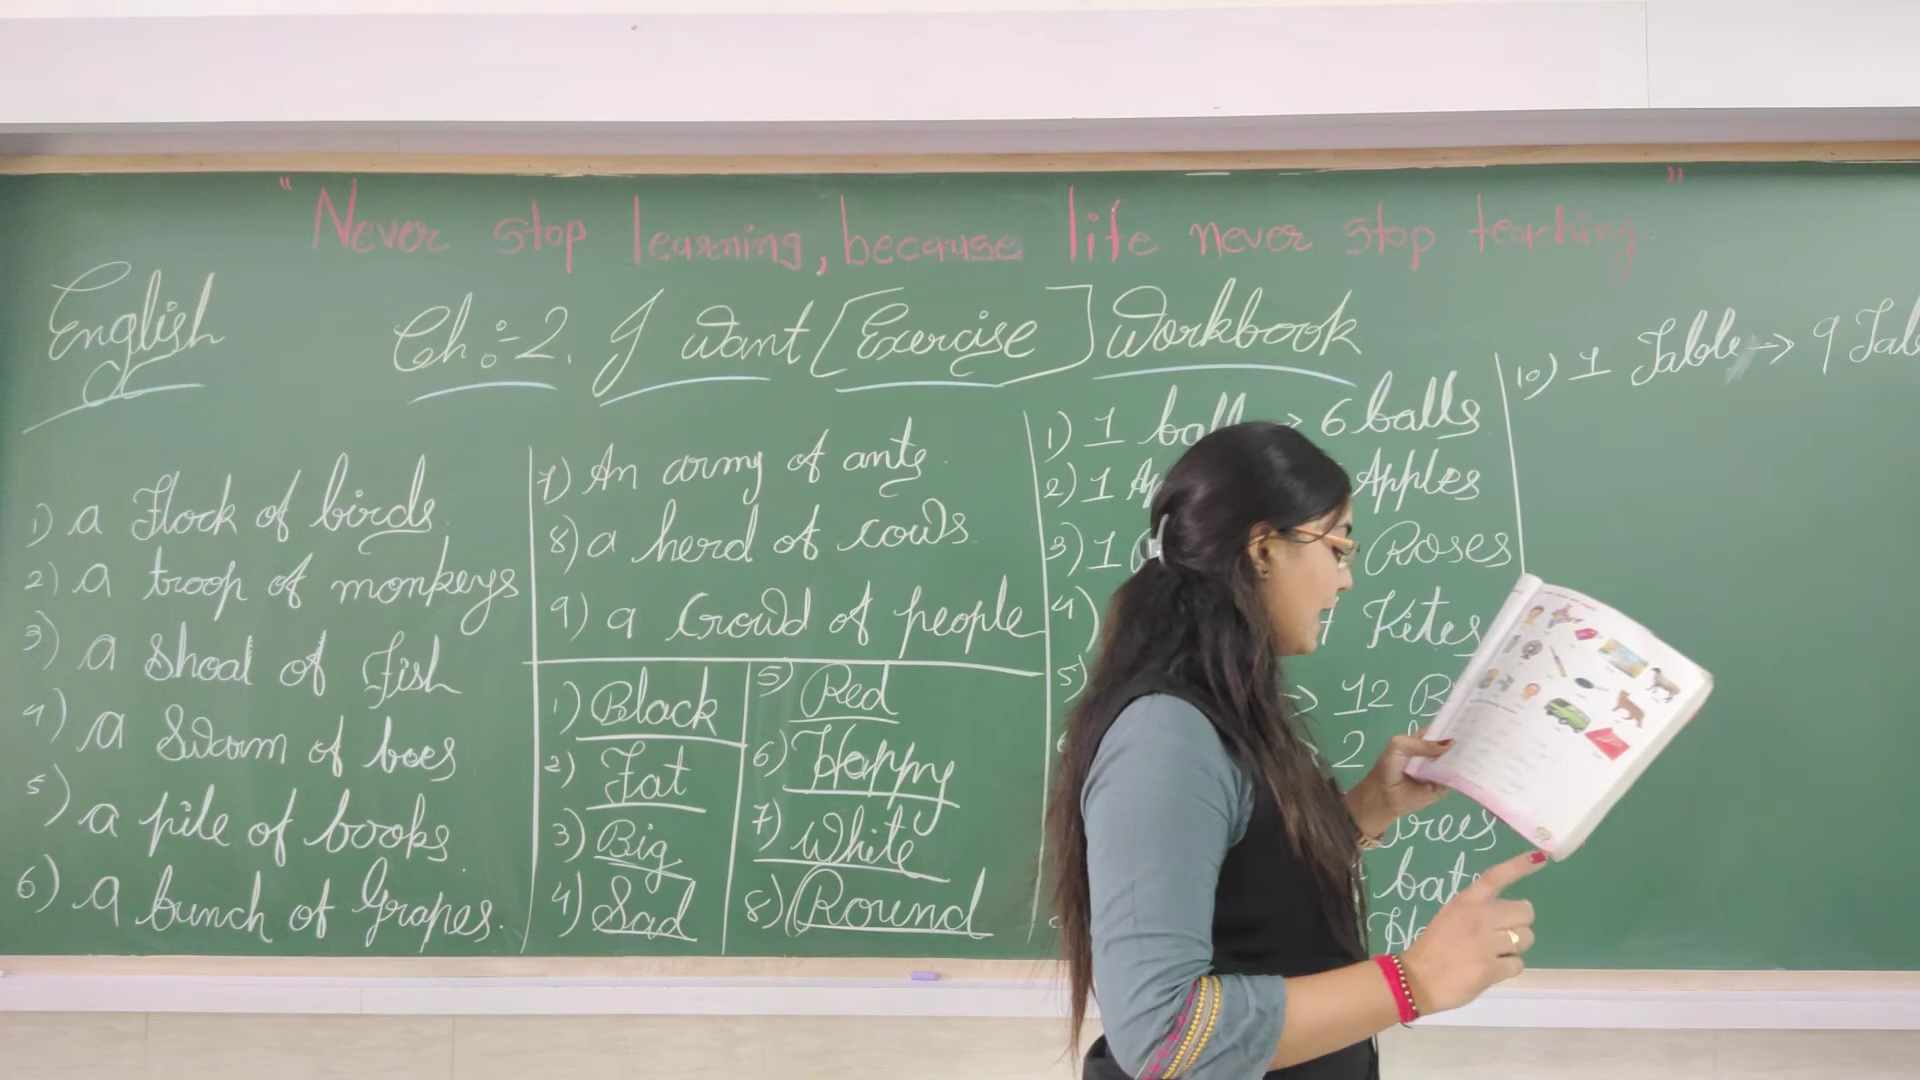 "Never stop learning, because life never stop teaching."
English
Ch:-2. I Want [Exercise] Workbook
1) a Flock of birds.
2) a troop of monkeys
3) a Shoal of Fish
4) a Swarm of bees
5) a pile of books.
6) a bunch of Grapes.
7) An army of ants.
8) a herd of cows.
9) a Crowd of people
1) Black
2) Fat
3) Big
4) Sad
5) Red
6) Happy
7) White
8) Round
1) 1 ball → 6 balls
2) 1 Apples
3) 1 Roses
4) Kites
5) → 12
→ 2
Trees
bats
10) 1 Table → 9